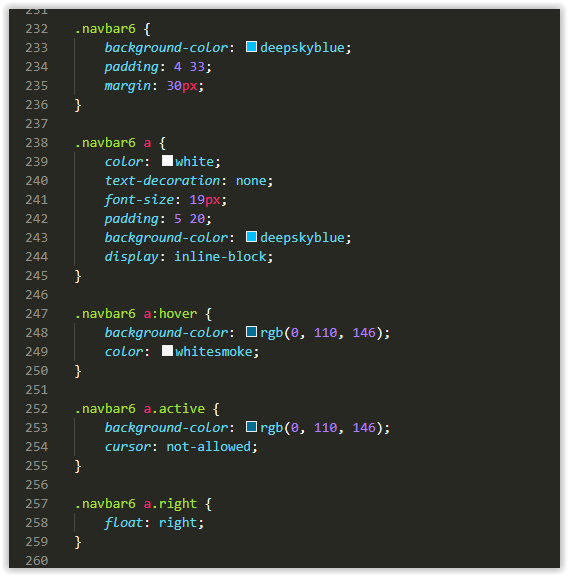 231
232 .navbar6 {
233 background-color: deepskyblue;
234 padding: 4 33;
235 margin: 30px;
236 }
237
238 .navbar6 a {
239 color: white;
240 text-decoration: none;
241 font-size: 19px;
242 padding: 5 20;
243 background-color: deepskyblue;
244 display: inline-block;
245 }
246
247 .navbar6 a:hover {
248 background-color: rgb(0, 110, 146);
249 color: whitesmoke;
250 }
251
252 .navbar6 a.active {
253 background-color: rgb(0, 110, 146);
254 cursor: not-allowed;
255 }
256
257 .navbar6 a.right {
258 float: right;
259 }
260